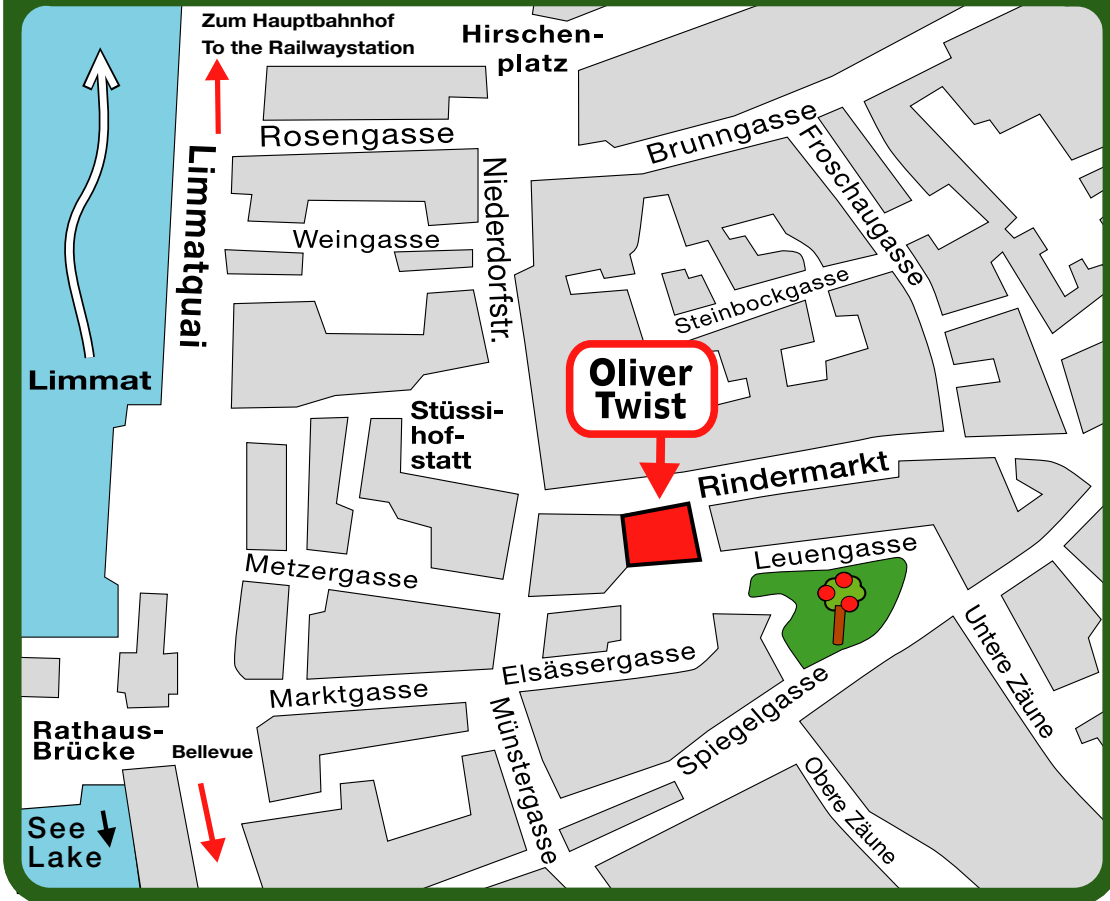 Zum Hauptbahnhof
To the Railwaystation
Hirschen-
platz
Rosengasse
Brunngasse
Froschaugasse
Limmatquai
Niederdorfstr.
Weingasse
Steinbockgasse
Limmat
Oliver
Twist
Stüssi-
hof-
statt
Rindermarkt
Metzergasse
Leuengasse
Elsässergasse
Untere Zäune
Marktgasse
Münstergasse
Spiegelgasse
Rathaus-
Brücke
Bellevue
Obere Zäune
See
Lake